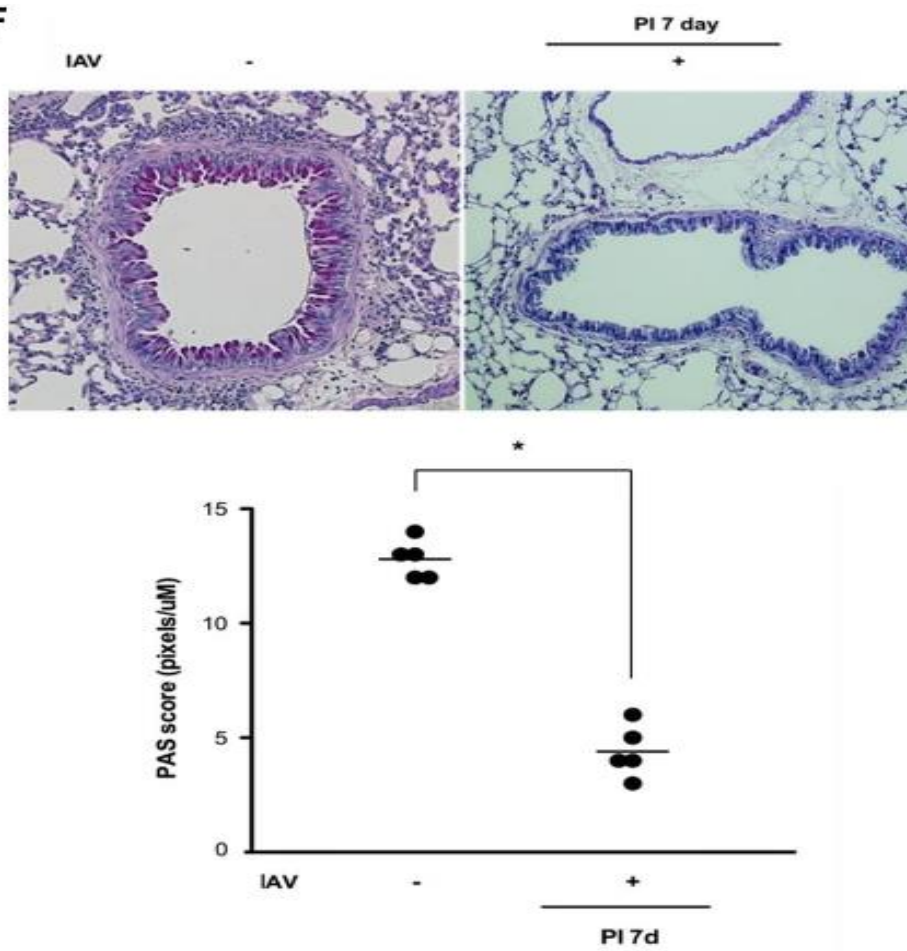 PI 7 day
IAV - +
*
15
10
5
0
PAS score (pixels/uM)
IAV - +
PI 7d